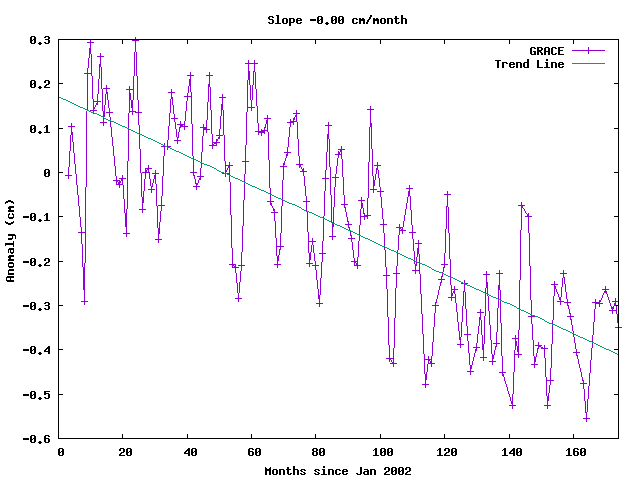 Slope -0.00 cm/month
GRACE
Trend Line
0.3
0.2
0.1
0
-0.1
-0.2
-0.3
-0.4
-0.5
-0.6
Anomaly (cm)
0 20 40 60 80 100 120 140 160
Months since Jan 2002